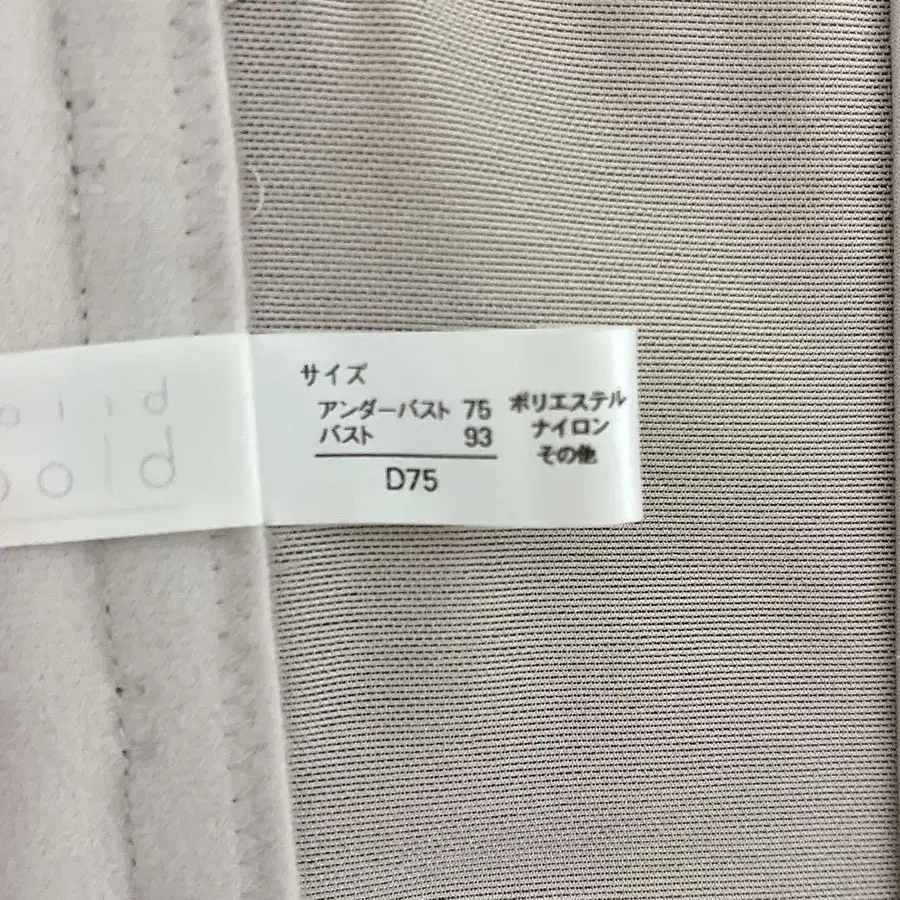 サイズ
アンダーバスト 75
バスト 93
D75
ポリエステル
ナイロン
その他